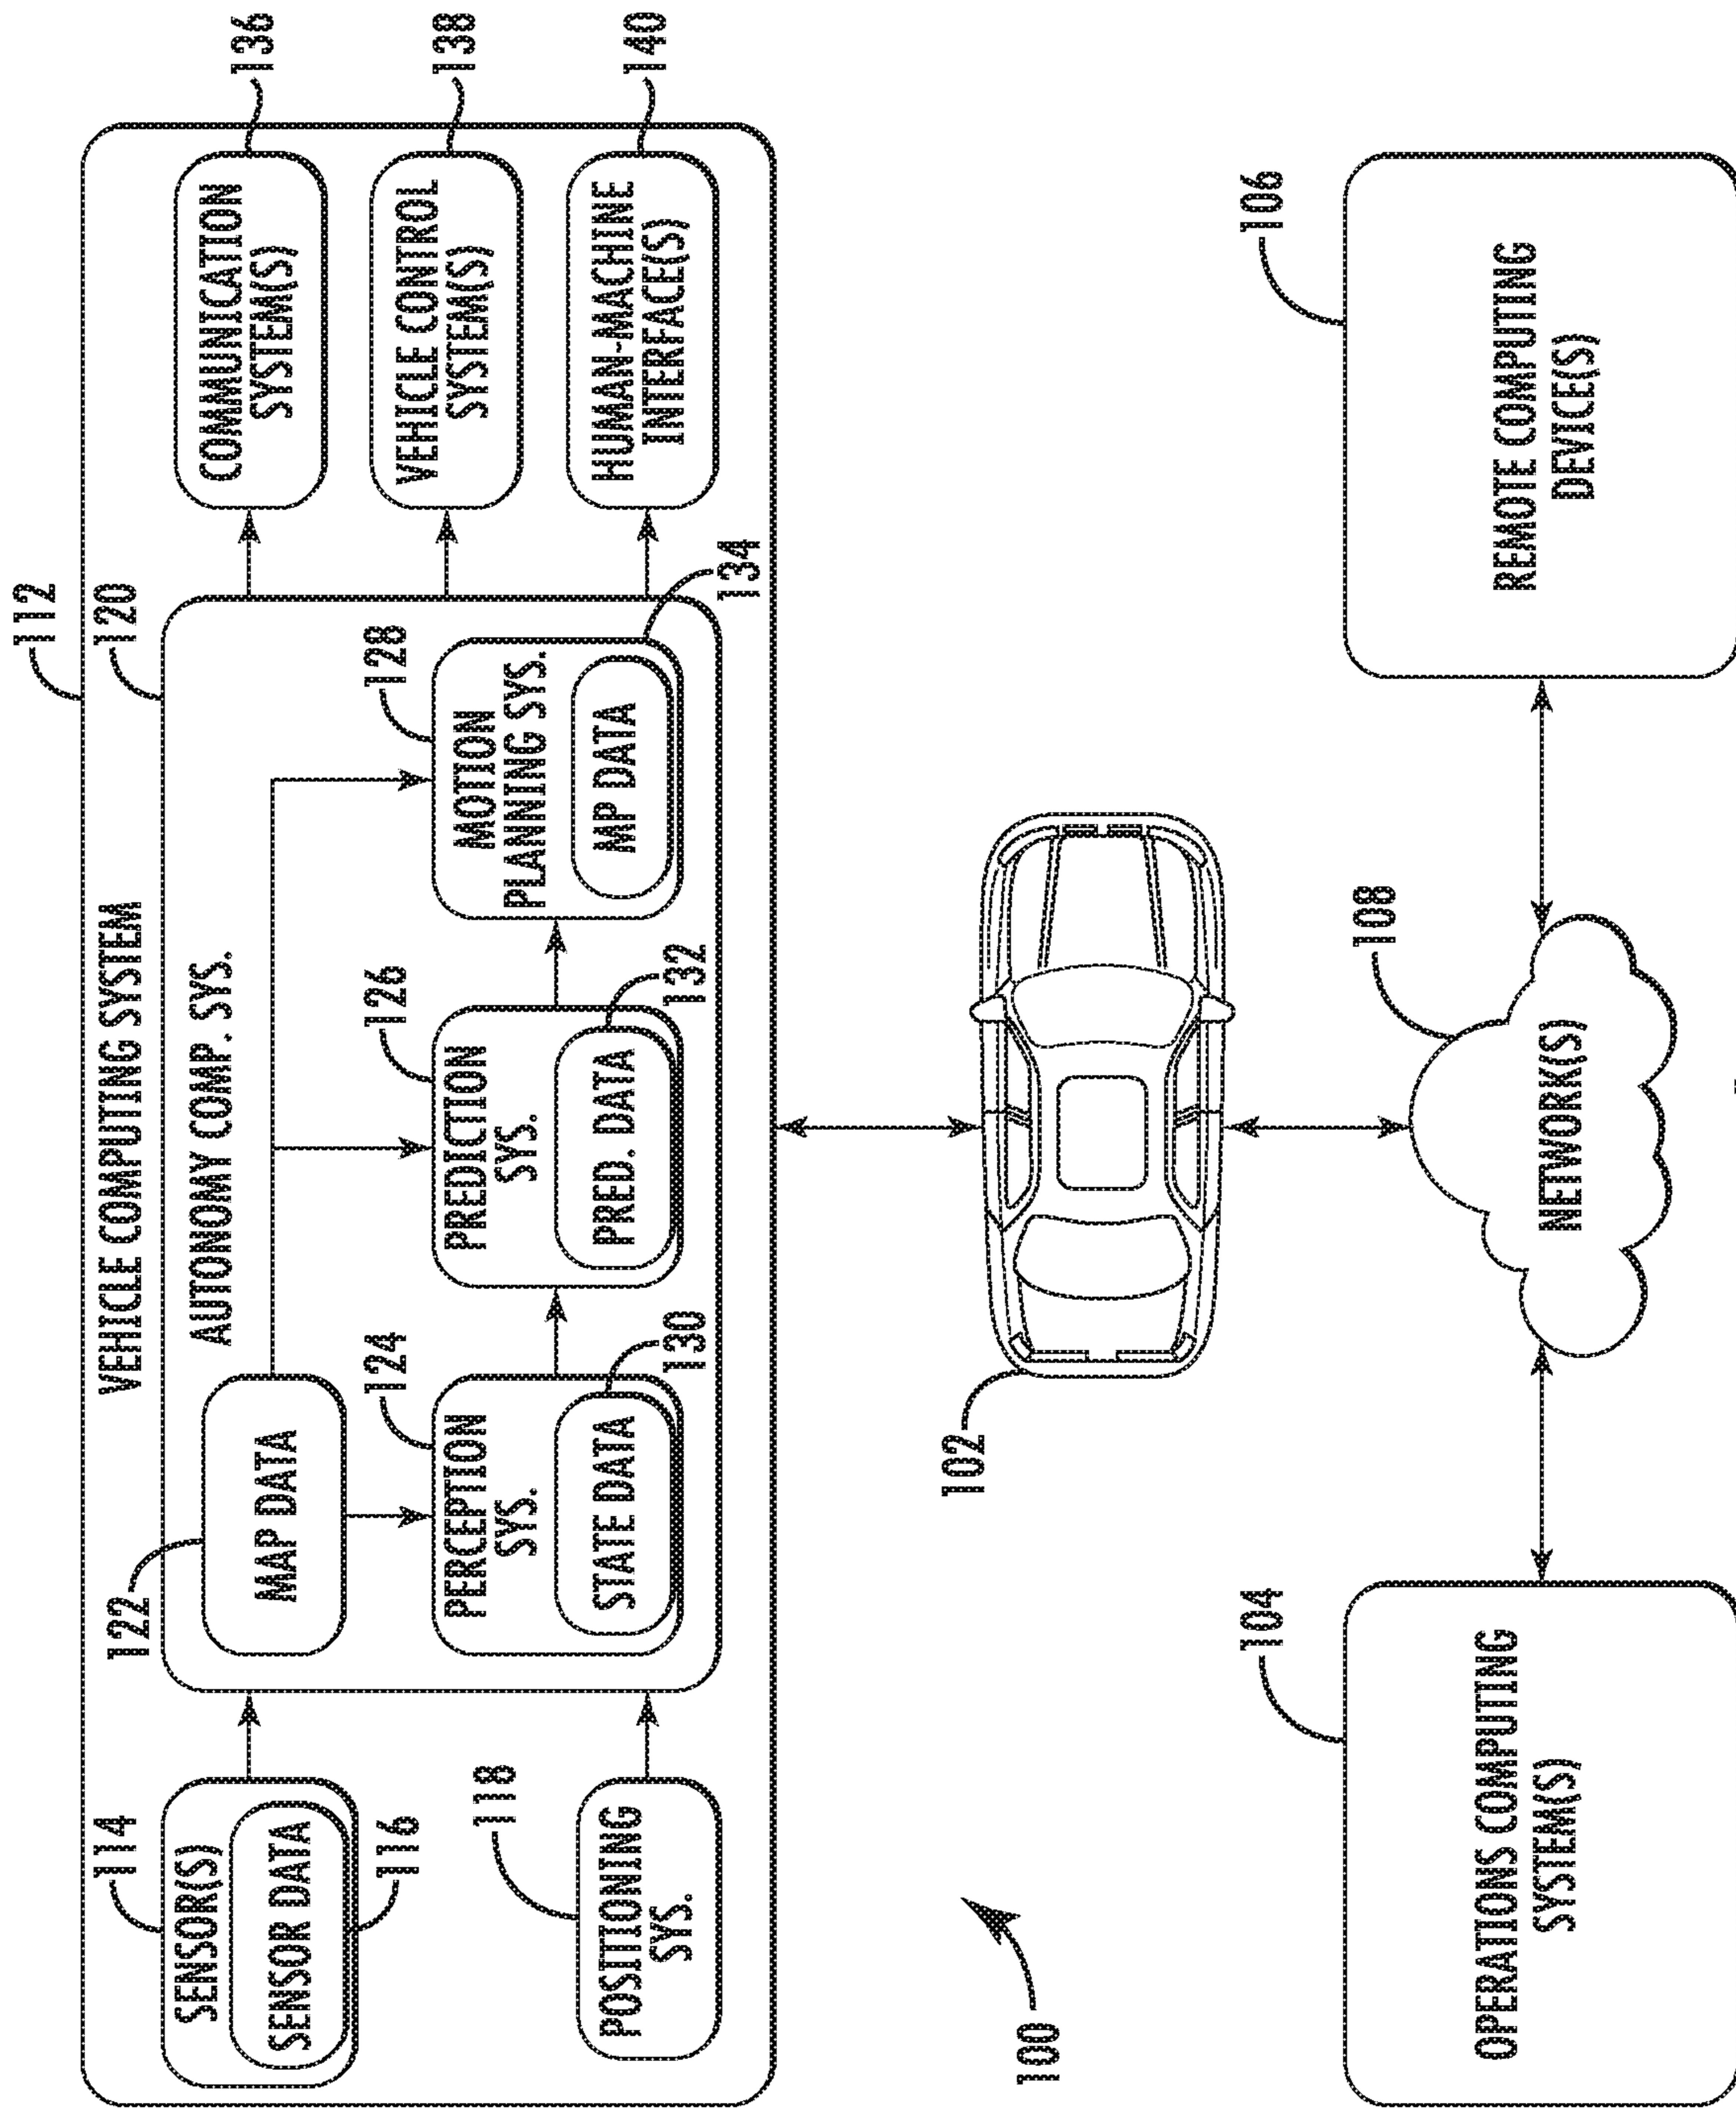 112
VEHICLE COMPUTING SYSTEM
120
114
SENSOR(S)
SENSOR DATA
116
118
POSITIONING
SYS.
AUTONOMY COMP. SYS.
122
MAP DATA
124
PERCEPTION
SYS.
STATE DATA
130
126
PREDICTION
SYS.
PRED. DATA
132
128
MOTION
PLANNING SYS.
MP DATA
134
COMMUNICATION
SYSTEM(S)
136
VEHICLE CONTROL
SYSTEM(S)
138
HUMAN-MACHINE
INTERFACE(S)
140
100
102
104
OPERATIONS COMPUTING
SYSTEM(S)
108
NETWORK(S)
106
REMOTE COMPUTING
DEVICE(S)